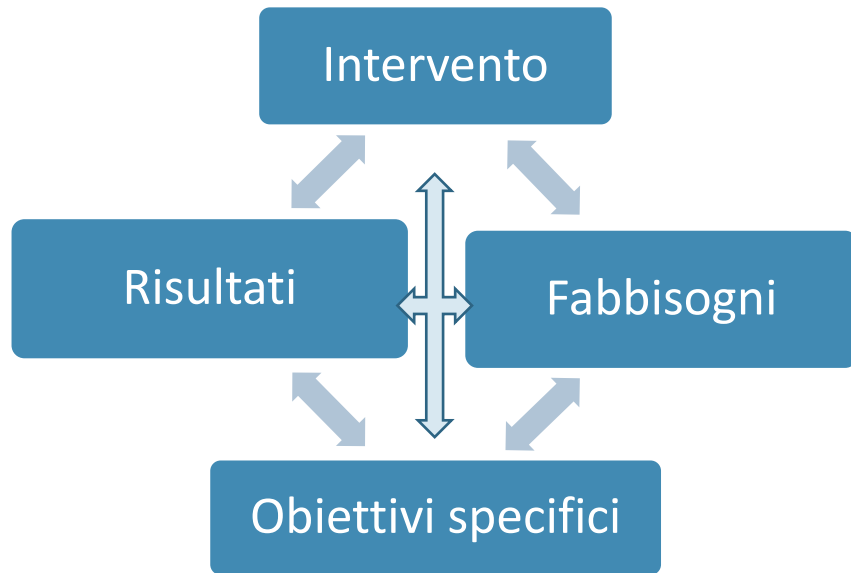 Intervento
Risultati
Fabbisogni
Obiettivi specifici